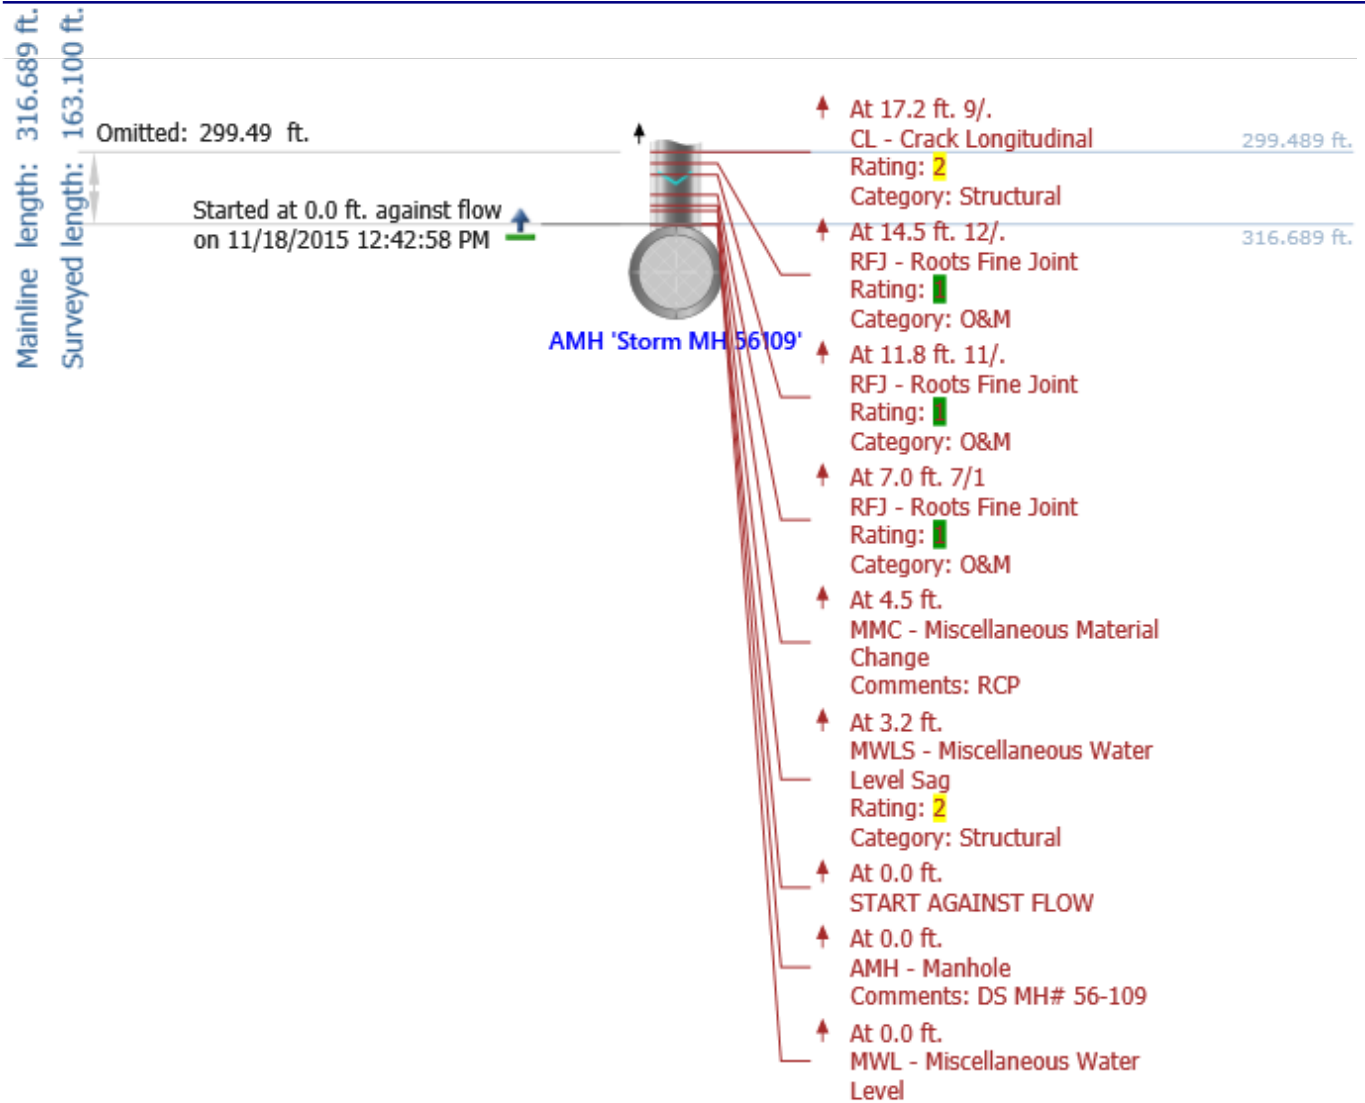 Mainline length: 316.689 ft.
Surveyed length: 163.100 ft.
Omitted: 299.49 ft.
Started at 0.0 ft. against flow
on 11/18/2015 12:42:58 PM
AMH 'Storm MH 56109'
299.489 ft.
316.689 ft.
At 17.2 ft. 9/.
CL - Crack Longitudinal
Rating: 2
Category: Structural
At 14.5 ft. 12/.
RFJ - Roots Fine Joint
Rating: 1
Category: O&M
At 11.8 ft. 11/.
RFJ - Roots Fine Joint
Rating: 1
Category: O&M
At 7.0 ft. 7/1
RFJ - Roots Fine Joint
Rating: 1
Category: O&M
At 4.5 ft.
MMC - Miscellaneous Material
Change
Comments: RCP
At 3.2 ft.
MWLS - Miscellaneous Water
Level Sag
Rating: 2
Category: Structural
At 0.0 ft.
START AGAINST FLOW
At 0.0 ft.
AMH - Manhole
Comments: DS MH# 56-109
At 0.0 ft.
MWL - Miscellaneous Water
Level